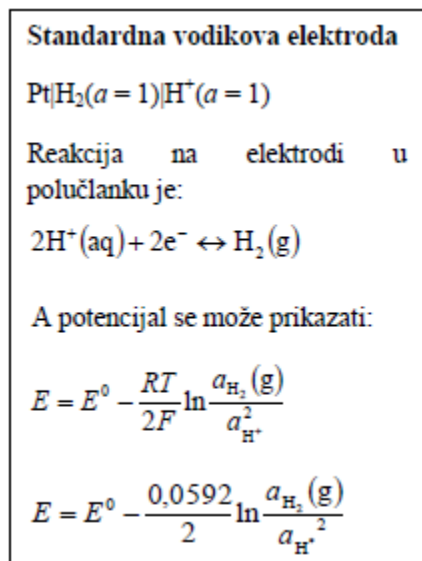 Standardna vodikova elektroda
Pt|H₂(a = 1)|H⁺(a = 1)
Reakcija na elektrodi u
polučlanku je:
2H⁺(aq) + 2e⁻ ↔ H₂(g)
A potencijal se može prikazati:
E = E⁰ − RT/2F ln a_H₂(g)/a²_H⁺
E = E⁰ − 0,0592/2 ln a_H₂(g)/a_H⁺²